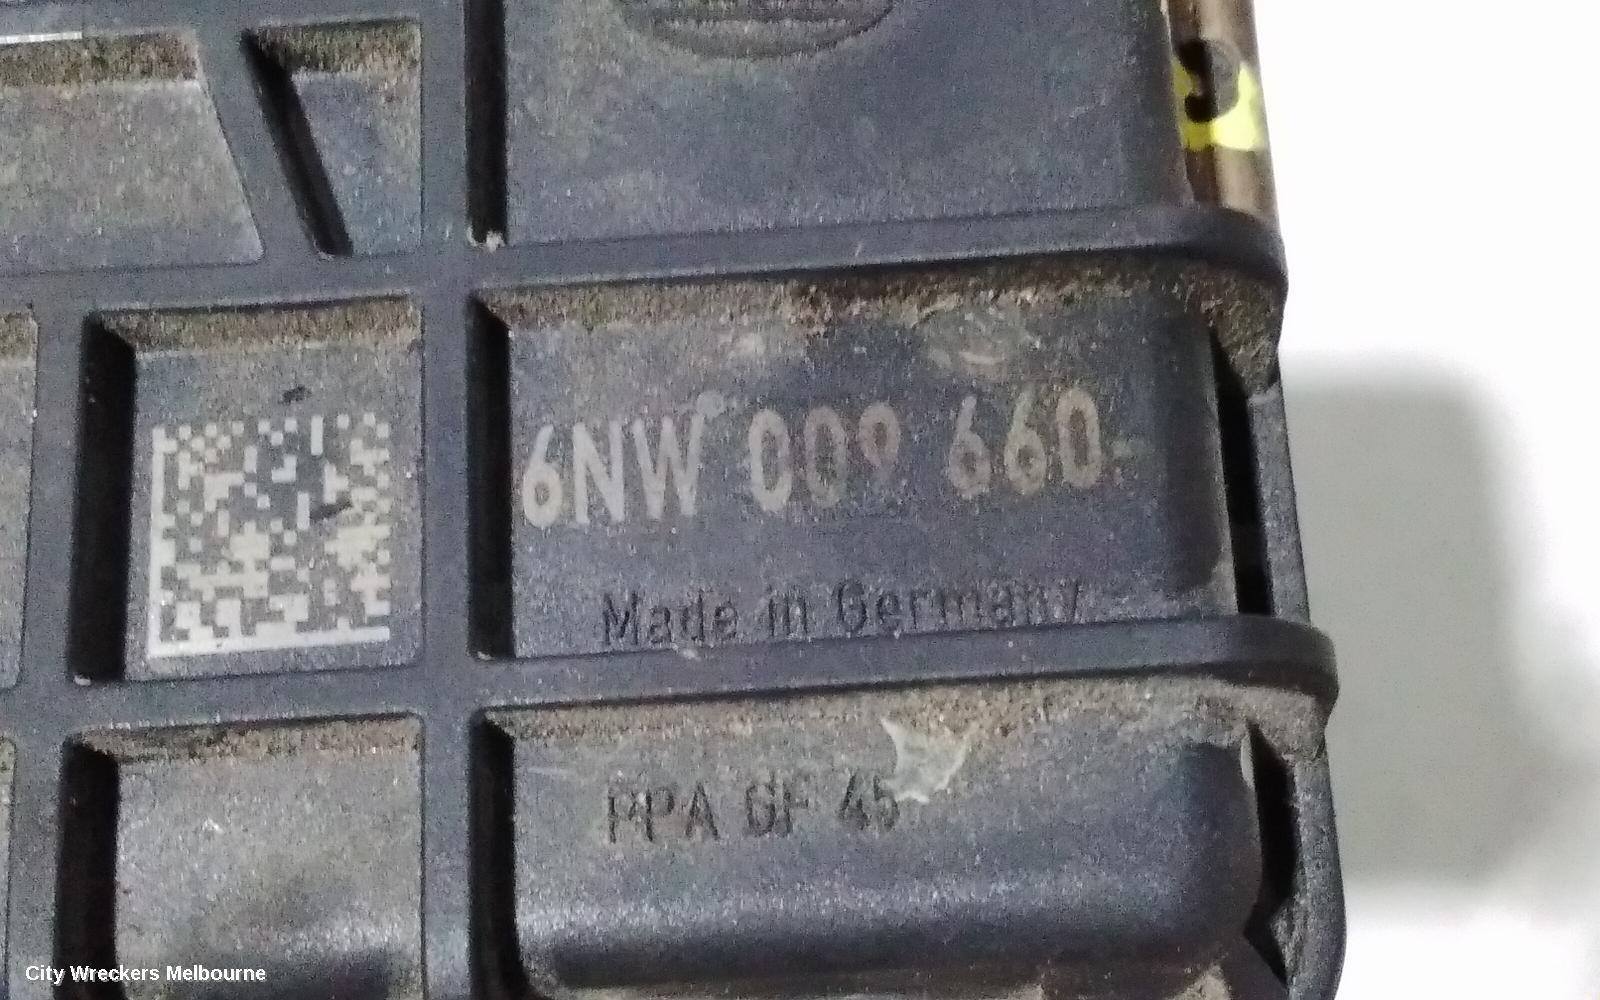 6NW 009 660-
Made in Germany
PPA GF 45
City Wreckers Melbourne